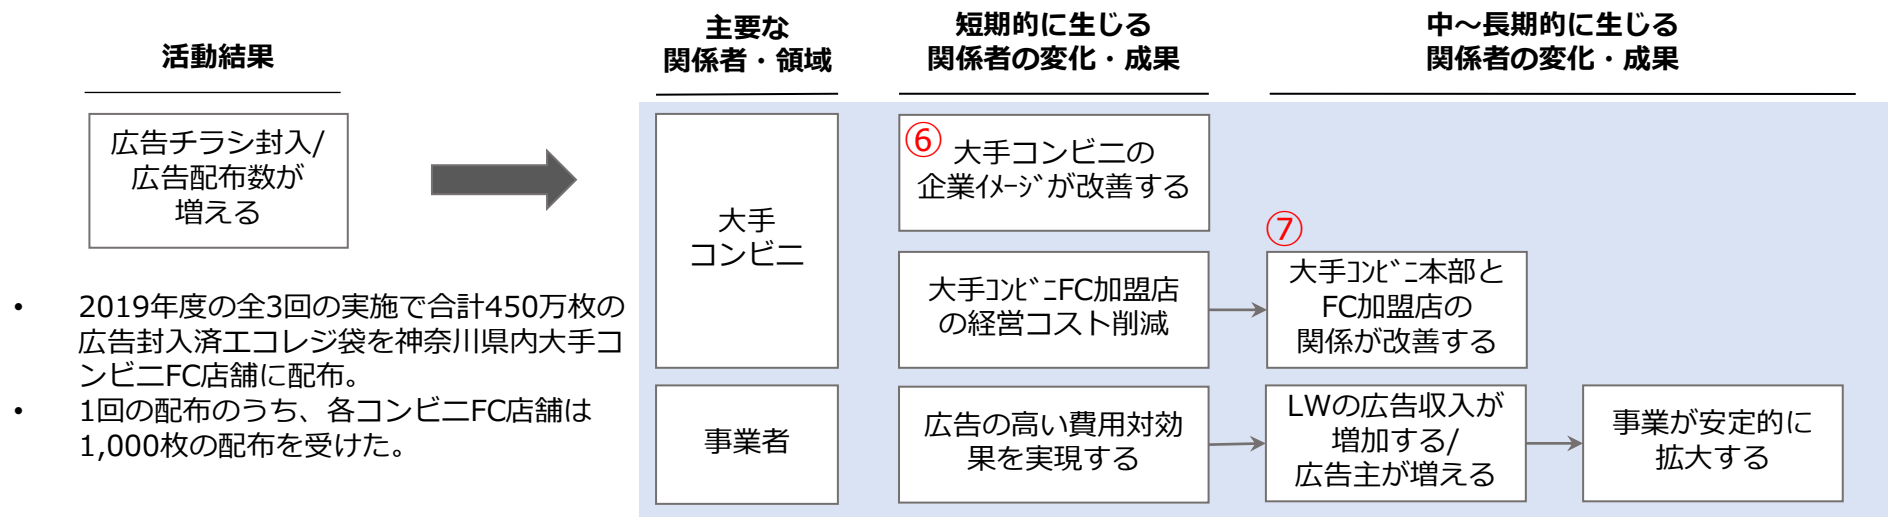 活動結果
主要な
関係者・領域
短期的に生じる
関係者の変化・成果
中～長期的に生じる
関係者の変化・成果
広告チラシ封入/
広告配布数が
増える
• 2019年度の全3回の実施で合計450万枚の
広告封入済エコレジ袋を神奈川県内大手コ
ンビニFC店舗に配布。
• 1回の配布のうち、各コンビニFC店舗は
1,000枚の配布を受けた。
大手
コンビニ
⑥
大手コンビニの
企業ｲﾒｰｼﾞが改善する
大手ｺﾝﾋﾞﾆFC加盟店
の経営コスト削減
⑦
大手ｺﾝﾋﾞﾆ本部と
FC加盟店の
関係が改善する
事業者
広告の高い費用対効
果を実現する
LWの広告収入が
増加する/
広告主が増える
事業が安定的に
拡大する